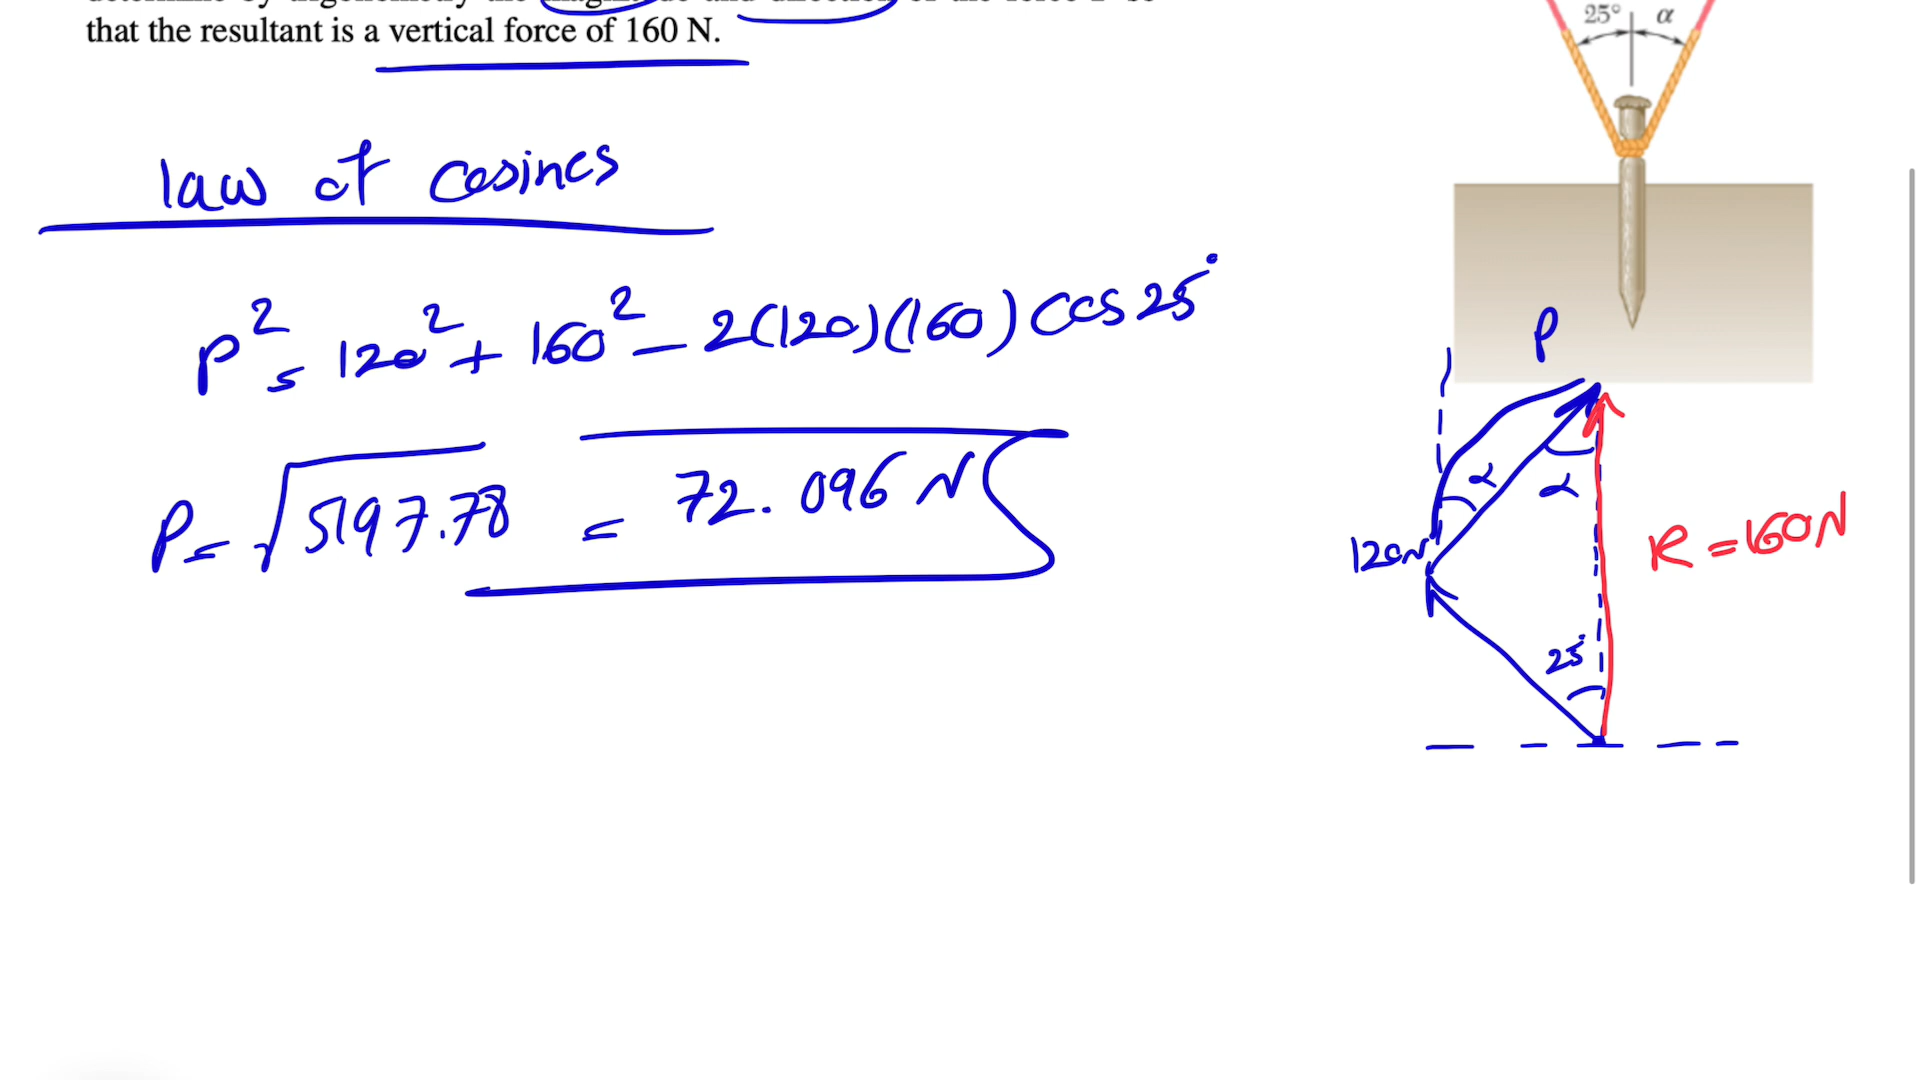 that the resultant is a vertical force of 160 N.
25° α
law of cosines
P² = 120² + 160² - 2(120)(160) cos 25°
P
P = √5197.78 = 72.096 N
α
α
120N
R = 160N
25°